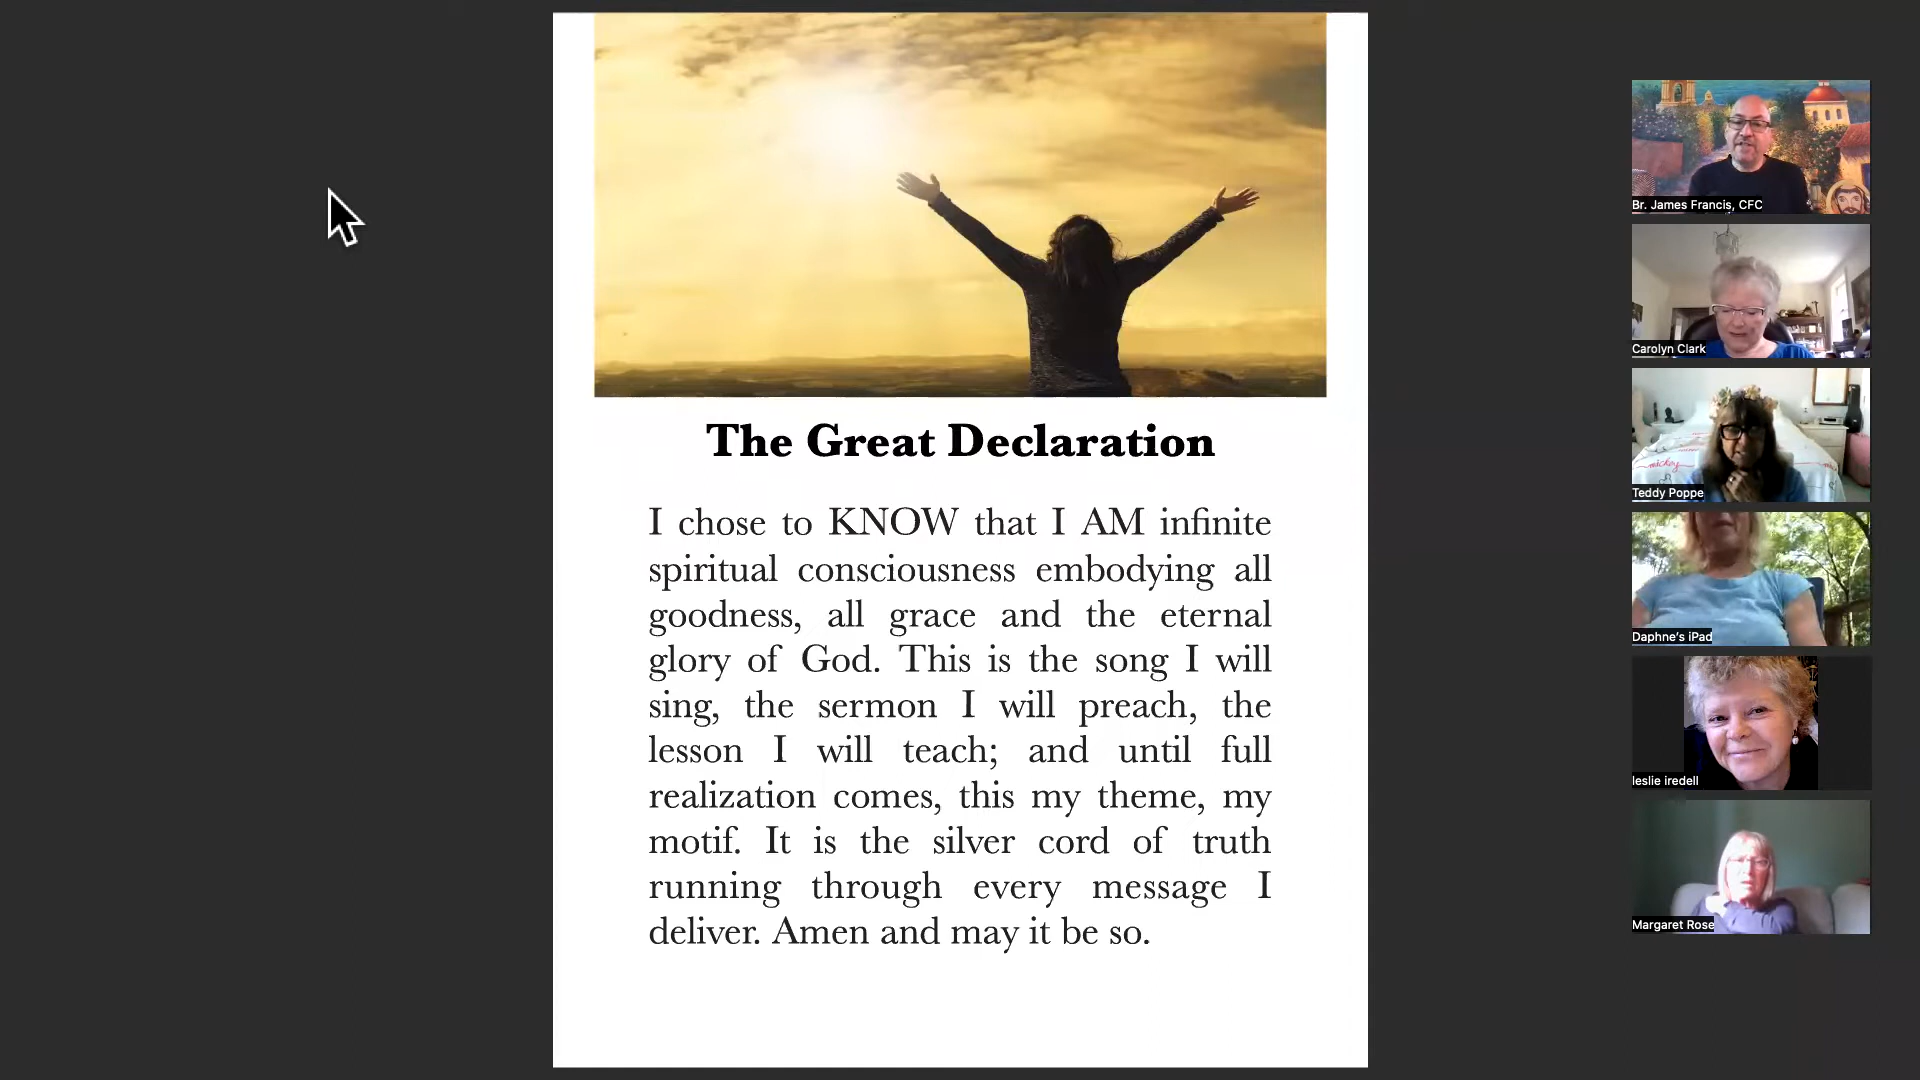 The Great Declaration
I chose to KNOW that I AM infinite
spiritual consciousness embodying all
goodness, all grace and the eternal
glory of God. This is the song I will
sing, the sermon I will preach, the
lesson I will teach; and until full
realization comes, this my theme, my
motif. It is the silver cord of truth
running through every message I
deliver. Amen and may it be so.
Br. James Francis, CFC
Carolyn Clark
mickey
Teddy Poppe
Daphne’s iPad
leslie iredell
Margaret Rose